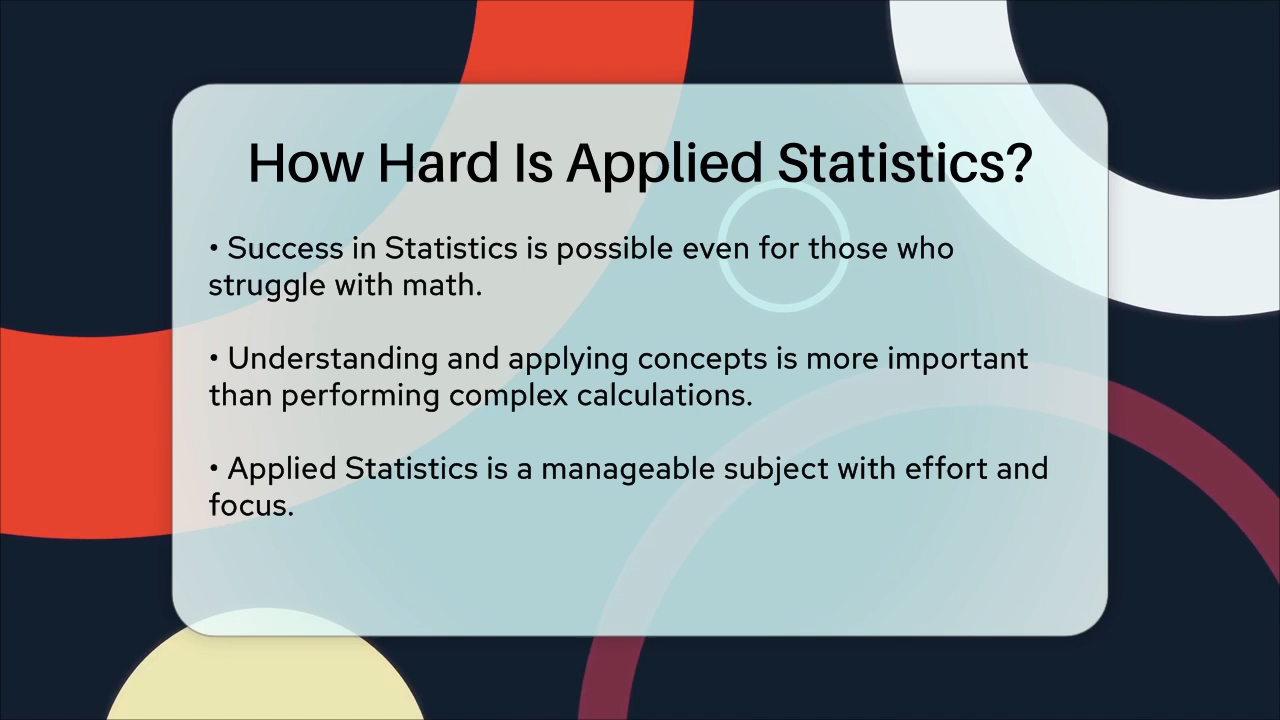 How Hard Is Applied Statistics?
• Success in Statistics is possible even for those who
struggle with math.
• Understanding and applying concepts is more important
than performing complex calculations.
• Applied Statistics is a manageable subject with effort and
focus.